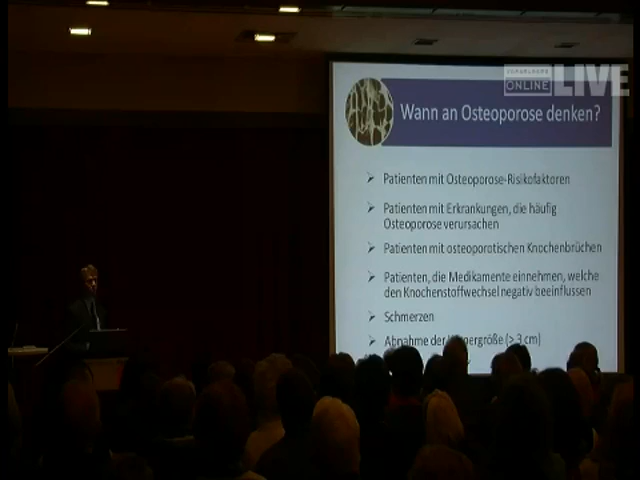 VORARLBERG
ONLINE
LIVE
Wann an Osteoporose denken?
Patienten mit Osteoporose-Risikofaktoren
Patienten mit Erkrankungen, die häufig
Osteoporose verursachen
Patienten mit osteoporotischen Knochenbrüchen
Patienten, die Medikamente einnehmen, welche
den Knochenstoffwechsel negativ beeinflussen
Schmerzen
Abnahme der Körpergröße (> 3 cm)